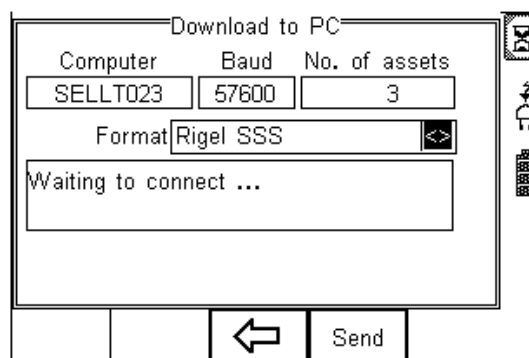 Download to PC
Computer Baud No. of assets
SELLT023 57600 3
Format Rigel SSS <>
Waiting to connect ...
Send